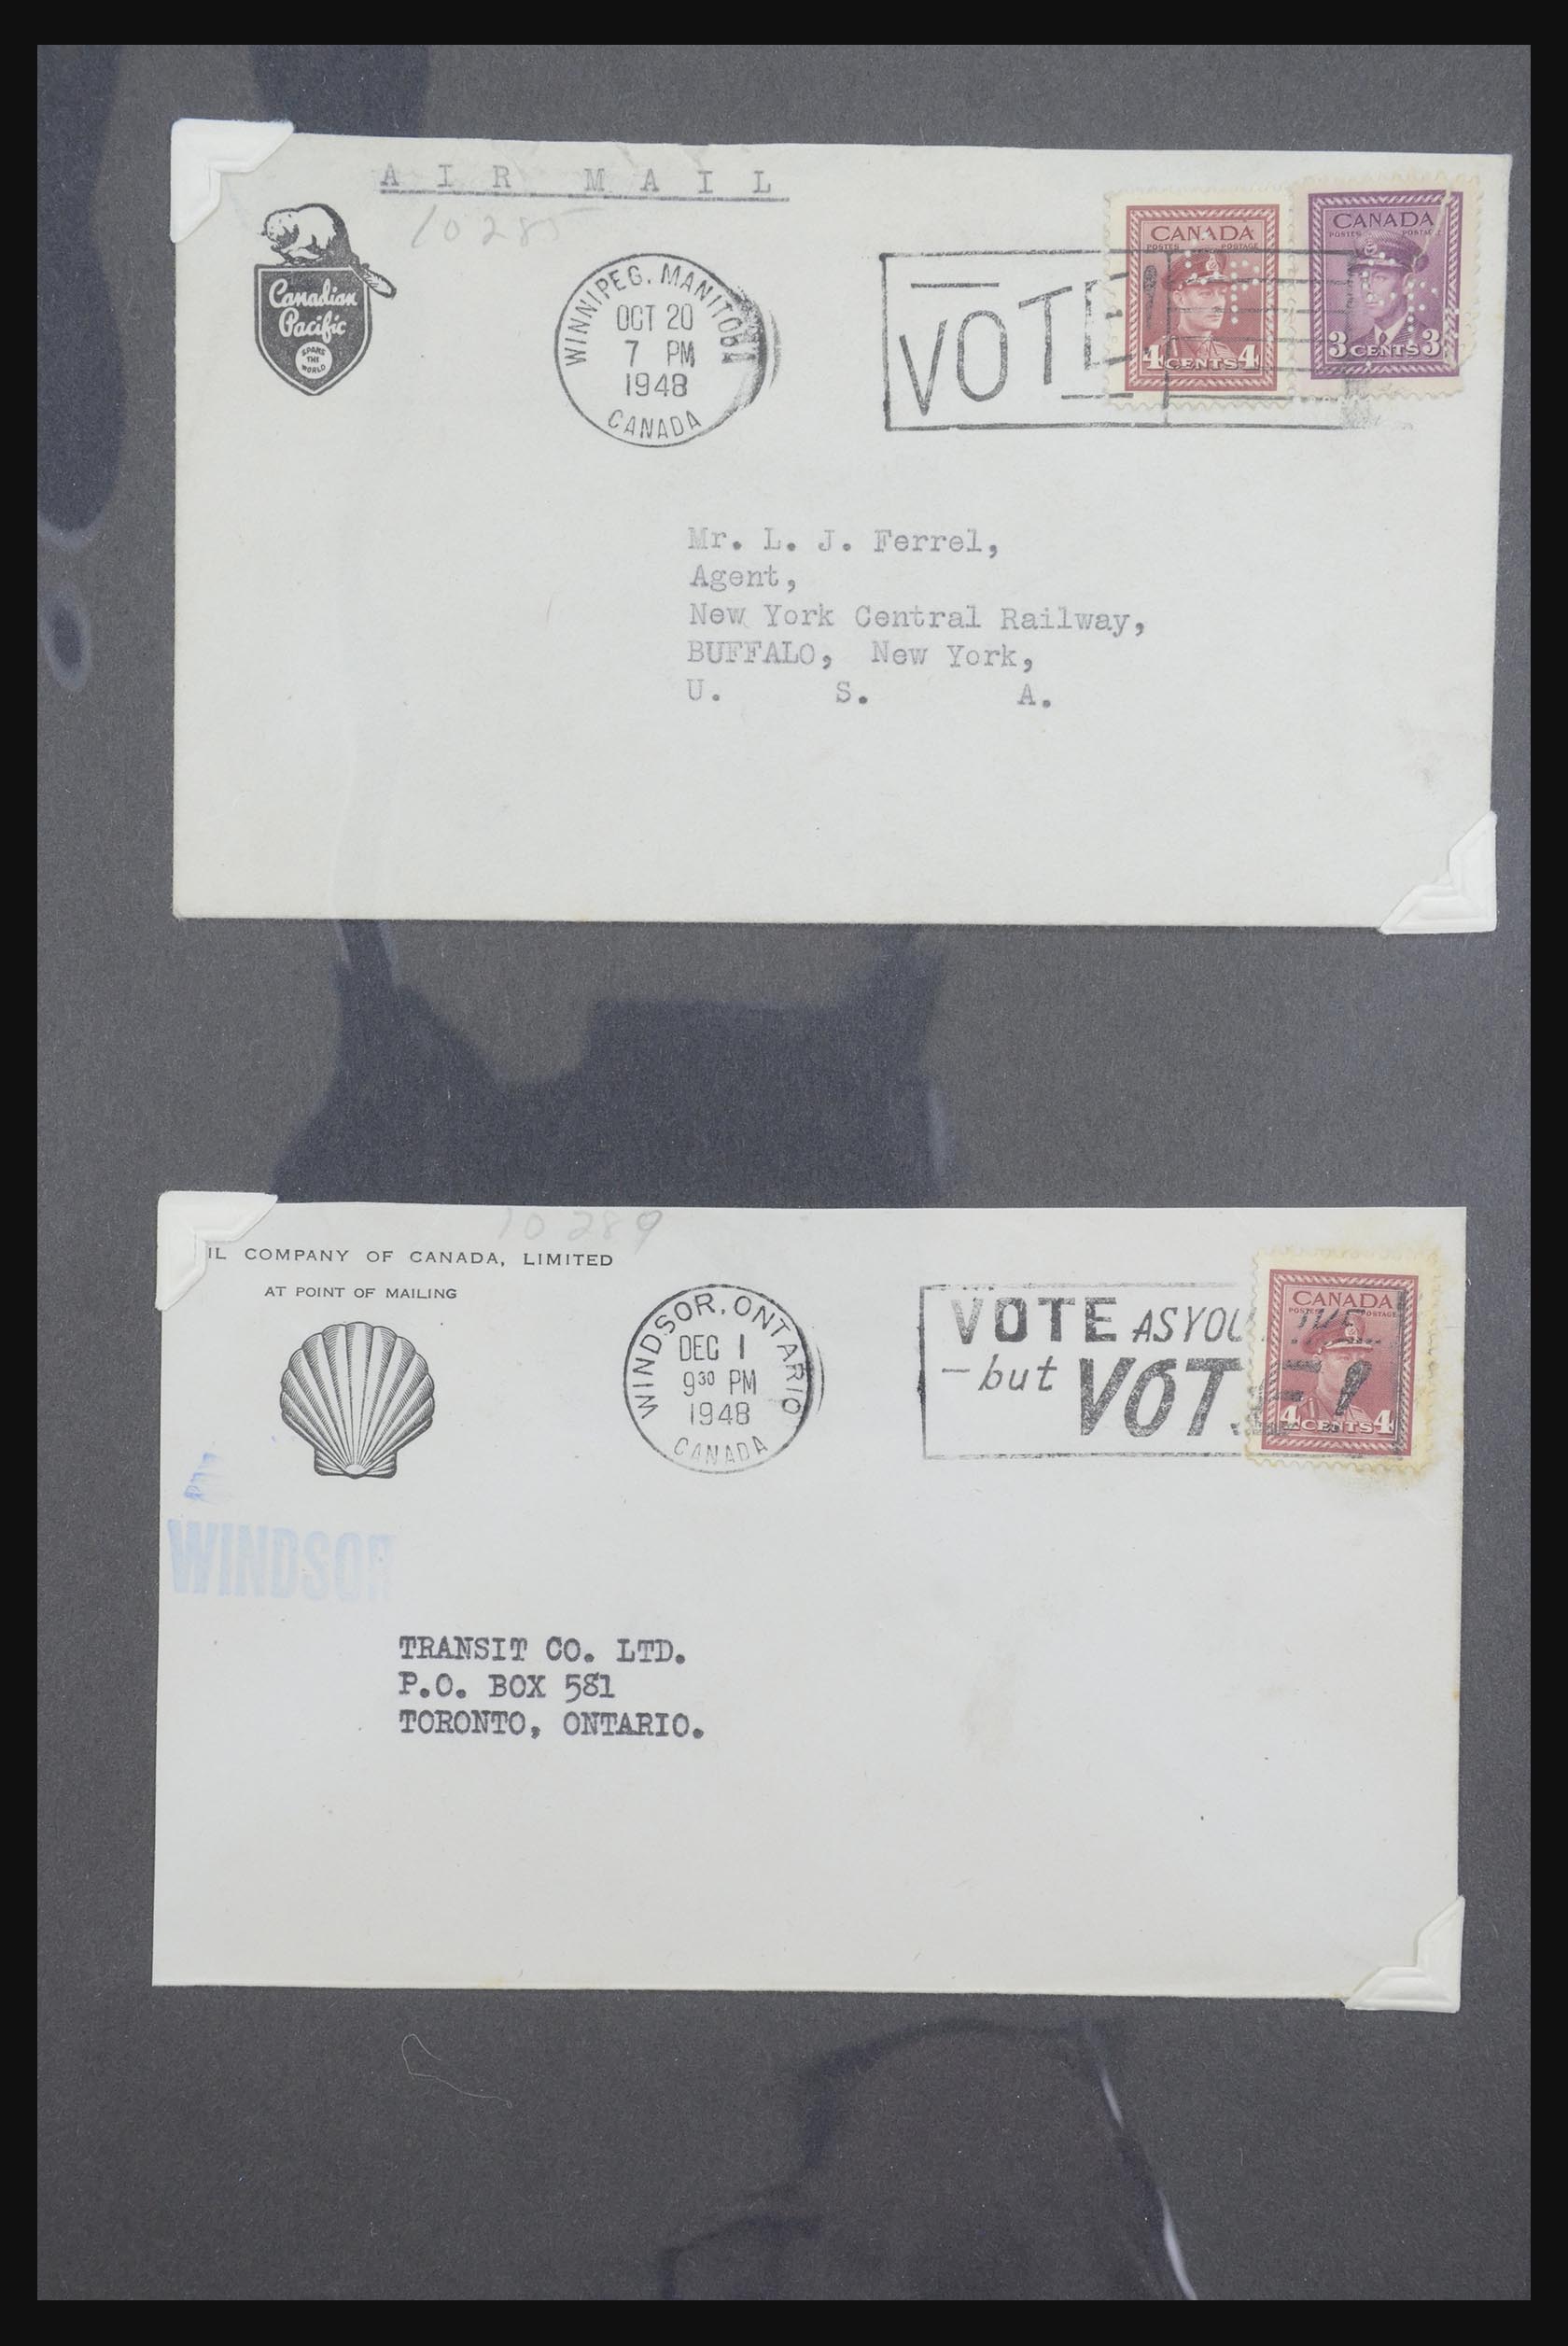 A I R  M A I L
10285
Canadian
Pacific
SPANS
THE
WORLD
WINNIPEG, MANITOBA
OCT 20
7 PM
1948
CANADA
VOTE!
CANADA
POSTES POSTAGE
4 CENTS 4
CANADA
POSTES POSTAGE
3 CENTS 3
Mr. L. J. Ferrel,
Agent,
New York Central Railway,
BUFFALO, New York,
U. S. A.
10289
IL COMPANY OF CANADA, LIMITED
AT POINT OF MAILING
WINDSOR, ONTARIO
DEC 1
9 30 PM
1948
CANADA
VOTE AS YOU
- but VOTE!
CANADA
POSTES POSTAGE
4 CENTS 4
WINDSOR
TRANSIT CO. LTD.
P.O. BOX 581
TORONTO, ONTARIO.